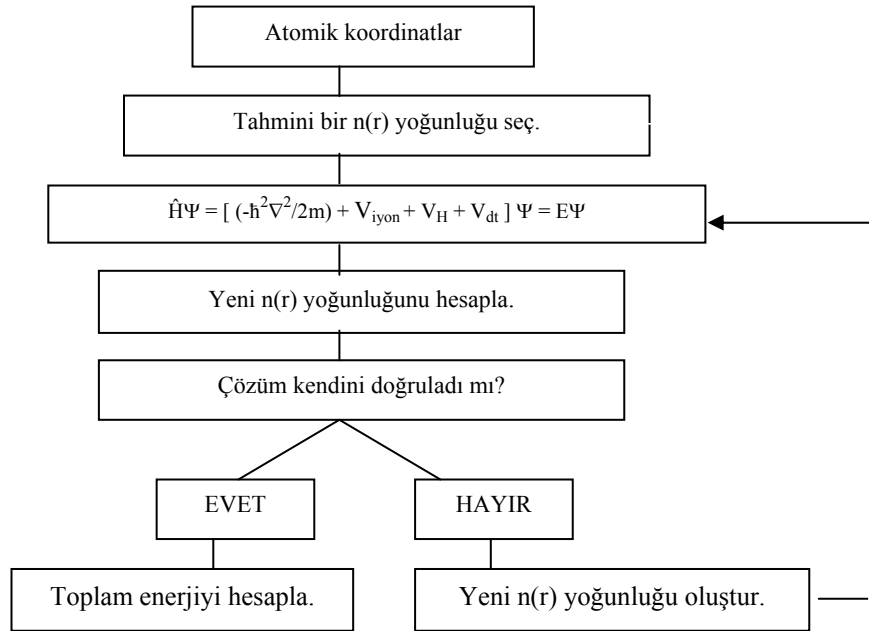 Atomik koordinatlar
Tahmini bir n(r) yoğunluğu seç.
ĤΨ = [ (-ħ²∇²/2m) + V_iyon + V_H + V_dt ] Ψ = EΨ
Yeni n(r) yoğunluğunu hesapla.
Çözüm kendini doğruladı mı?
EVET
HAYIR
Toplam enerjiyi hesapla.
Yeni n(r) yoğunluğu oluştur.